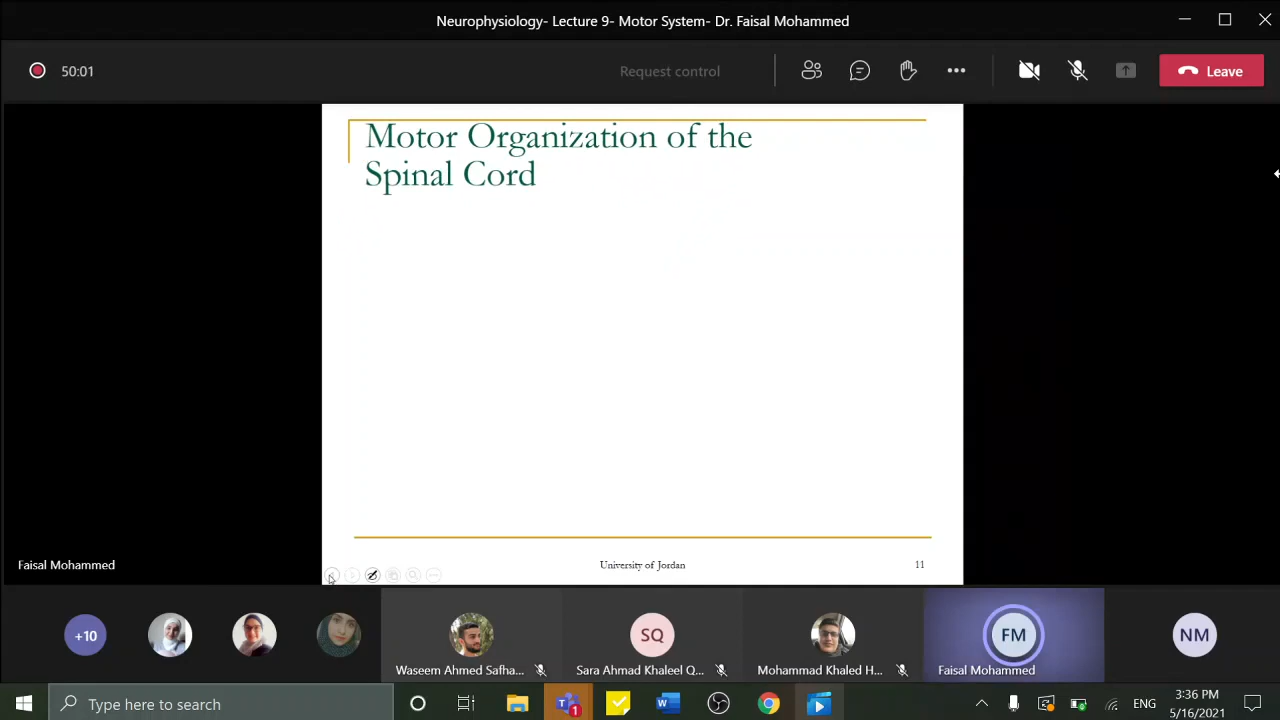 Neurophysiology- Lecture 9- Motor System- Dr. Faisal Mohammed
50:01
Request control
Leave
Motor Organization of the
Spinal Cord
University of Jordan
11
Faisal Mohammed
+10
SQ
FM
NM
Waseem Ahmed Safha...
Sara Ahmad Khaleel Q...
Mohammad Khaled H...
Faisal Mohammed
Type here to search
1
ENG
3:36 PM
5/16/2021